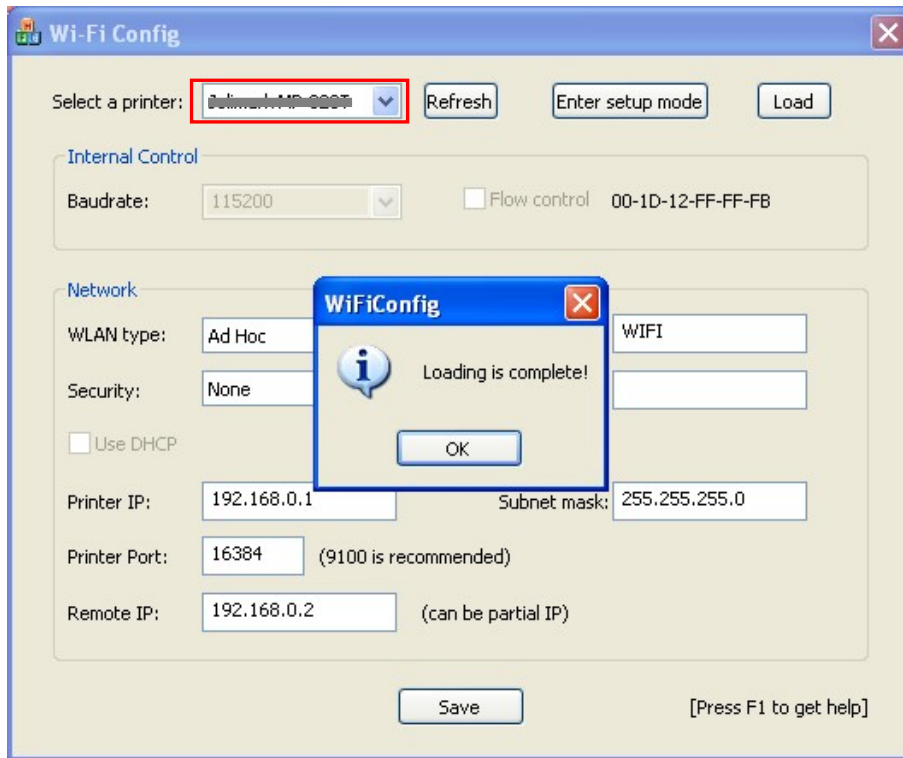 Wi-Fi Config
Select a printer: Refresh Enter setup mode Load
Internal Control
Baudrate: 115200 Flow control 00-1D-12-FF-FF-FB
Network
WiFiConfig
WLAN type: Ad Hoc WIFI
Loading is complete!
Security: None
Use DHCP
OK
Printer IP: 192.168.0.1 Subnet mask: 255.255.255.0
Printer Port: 16384 (9100 is recommended)
Remote IP: 192.168.0.2 (can be partial IP)
Save [Press F1 to get help]